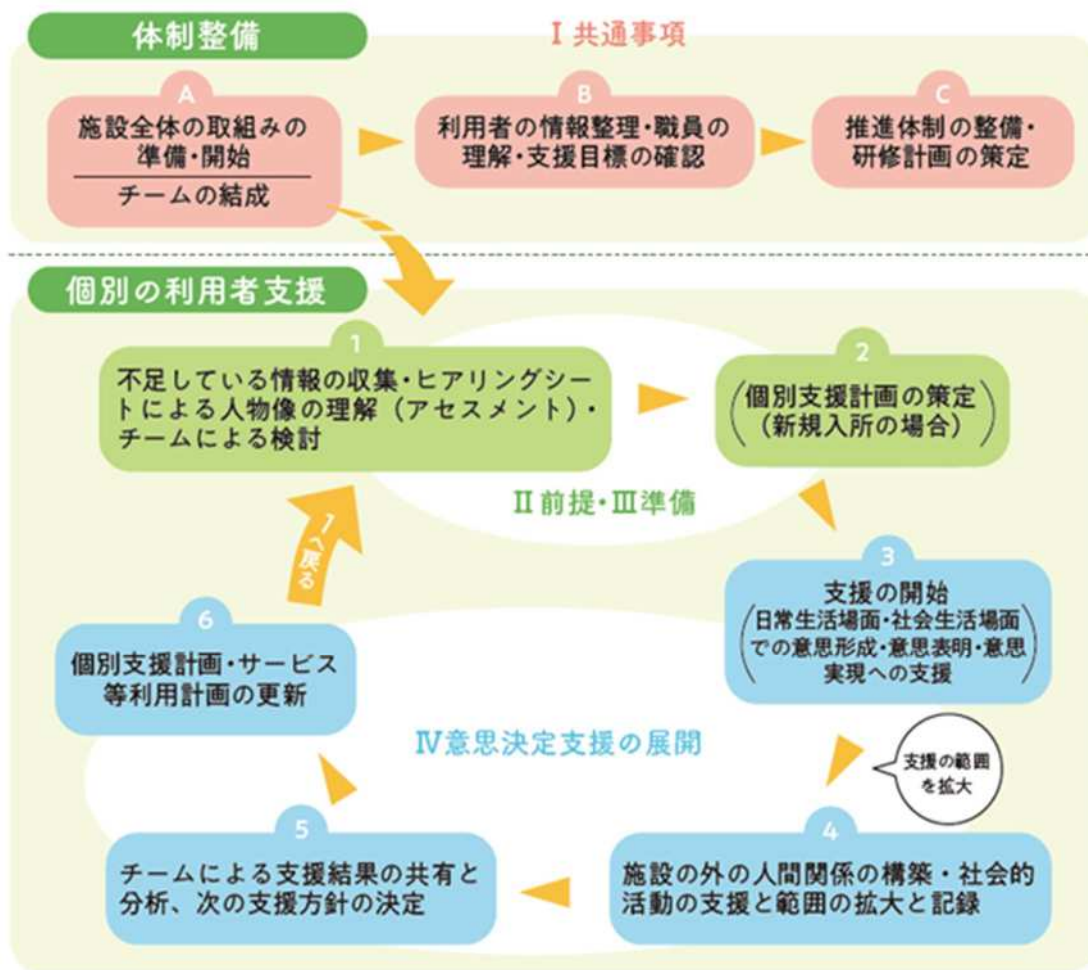 体制整備
Ⅰ 共通事項
A
施設全体の取組みの
準備・開始
チームの結成
B
利用者の情報整理・職員の
理解・支援目標の確認
C
推進体制の整備・
研修計画の策定
個別の利用者支援
1
不足している情報の収集・ヒアリングシー
トによる人物像の理解（アセスメント）・
チームによる検討
2
（個別支援計画の策定
（新規入所の場合））
Ⅱ 前提・Ⅲ準備
3
支援の開始
（日常生活場面・社会生活場面
での意思形成・意思表明・意思
実現への支援）
支援の範囲
を拡大
4
施設の外の人間関係の構築・社会的
活動の支援と範囲の拡大と記録
Ⅳ意思決定支援の展開
5
チームによる支援結果の共有と
分析、次の支援方針の決定
6
個別支援計画・サービス
等利用計画の更新
1へ戻る